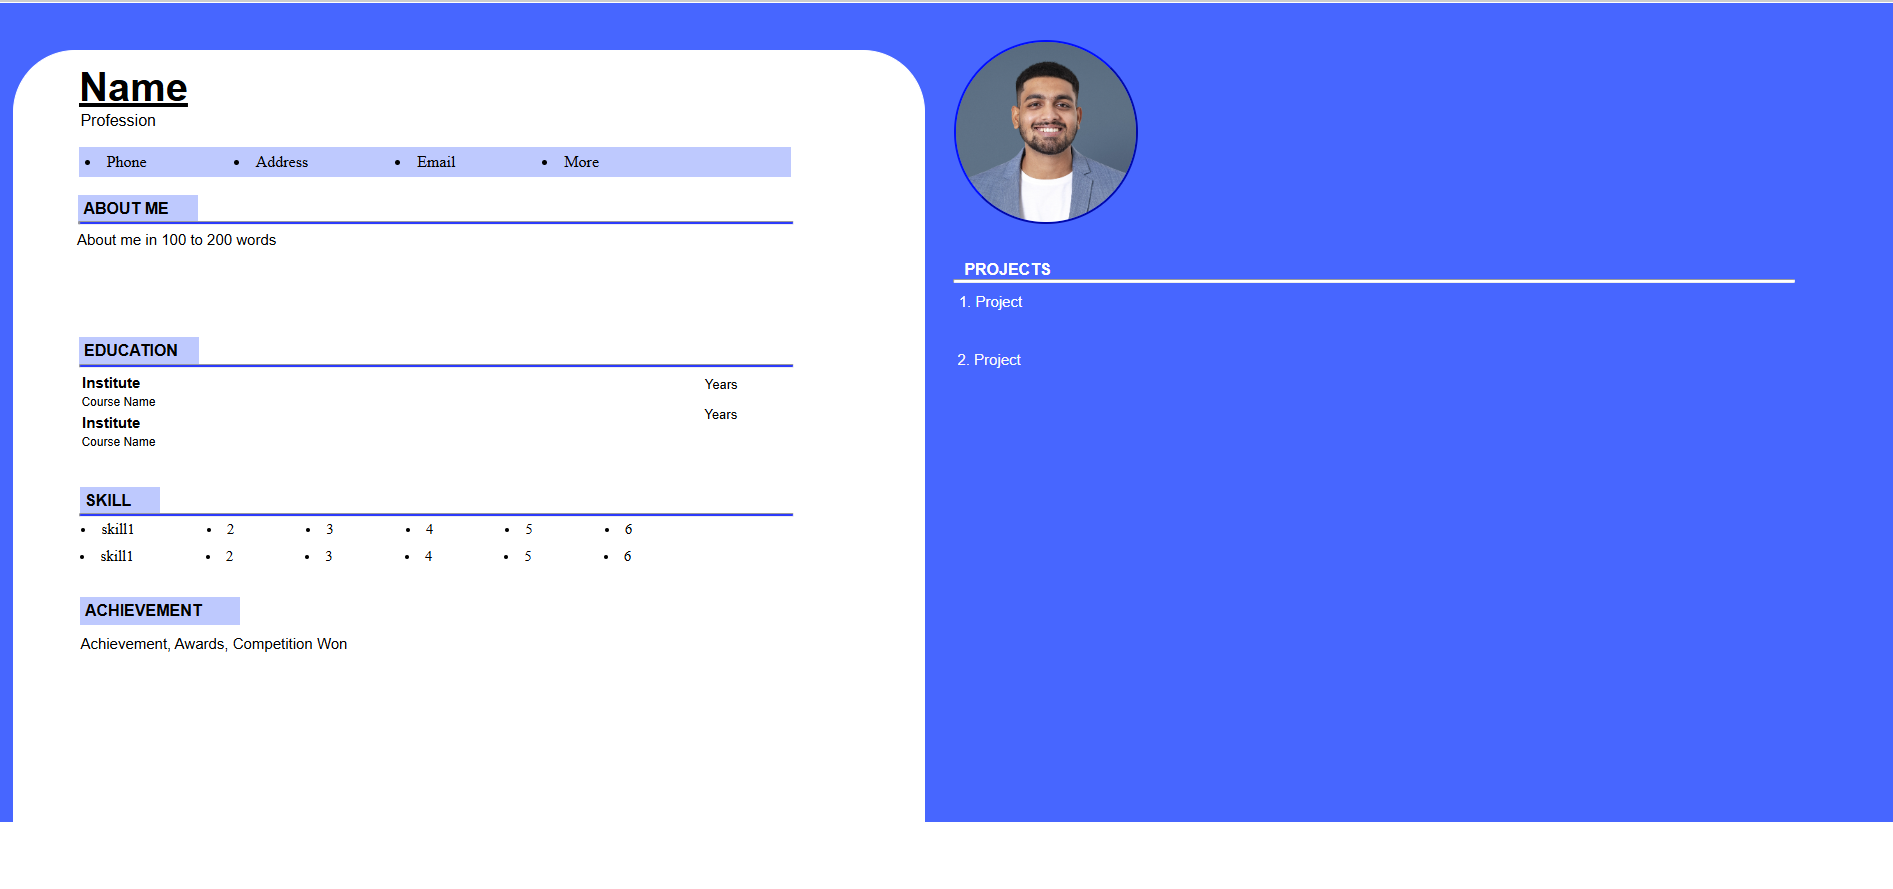 Name
Profession
• Phone • Address • Email • More
ABOUT ME
About me in 100 to 200 words
EDUCATION
Institute Years
Course Name
Institute Years
Course Name
SKILL
• skill1 • 2 • 3 • 4 • 5 • 6
• skill1 • 2 • 3 • 4 • 5 • 6
ACHIEVEMENT
Achievement, Awards, Competition Won
PROJECTS
1. Project
2. Project